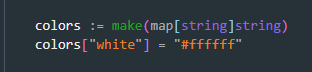 colors := make(map[string]string)
colors["white"] = "#ffffff"